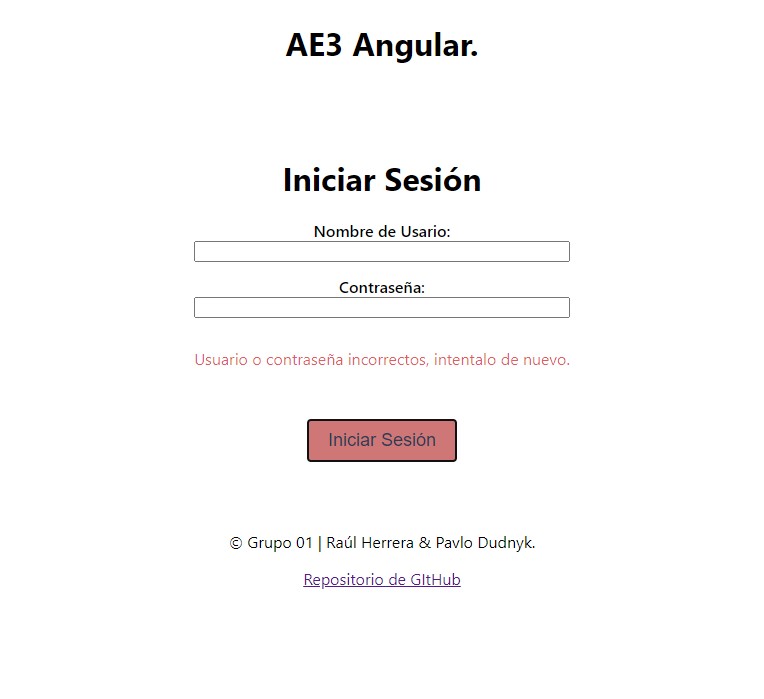 AE3 Angular.
Iniciar Sesión
Nombre de Usario:
Contraseña:
Usuario o contraseña incorrectos, intentalo de nuevo.
Iniciar Sesión
© Grupo 01 | Raúl Herrera & Pavlo Dudnyk.
Repositorio de GItHub